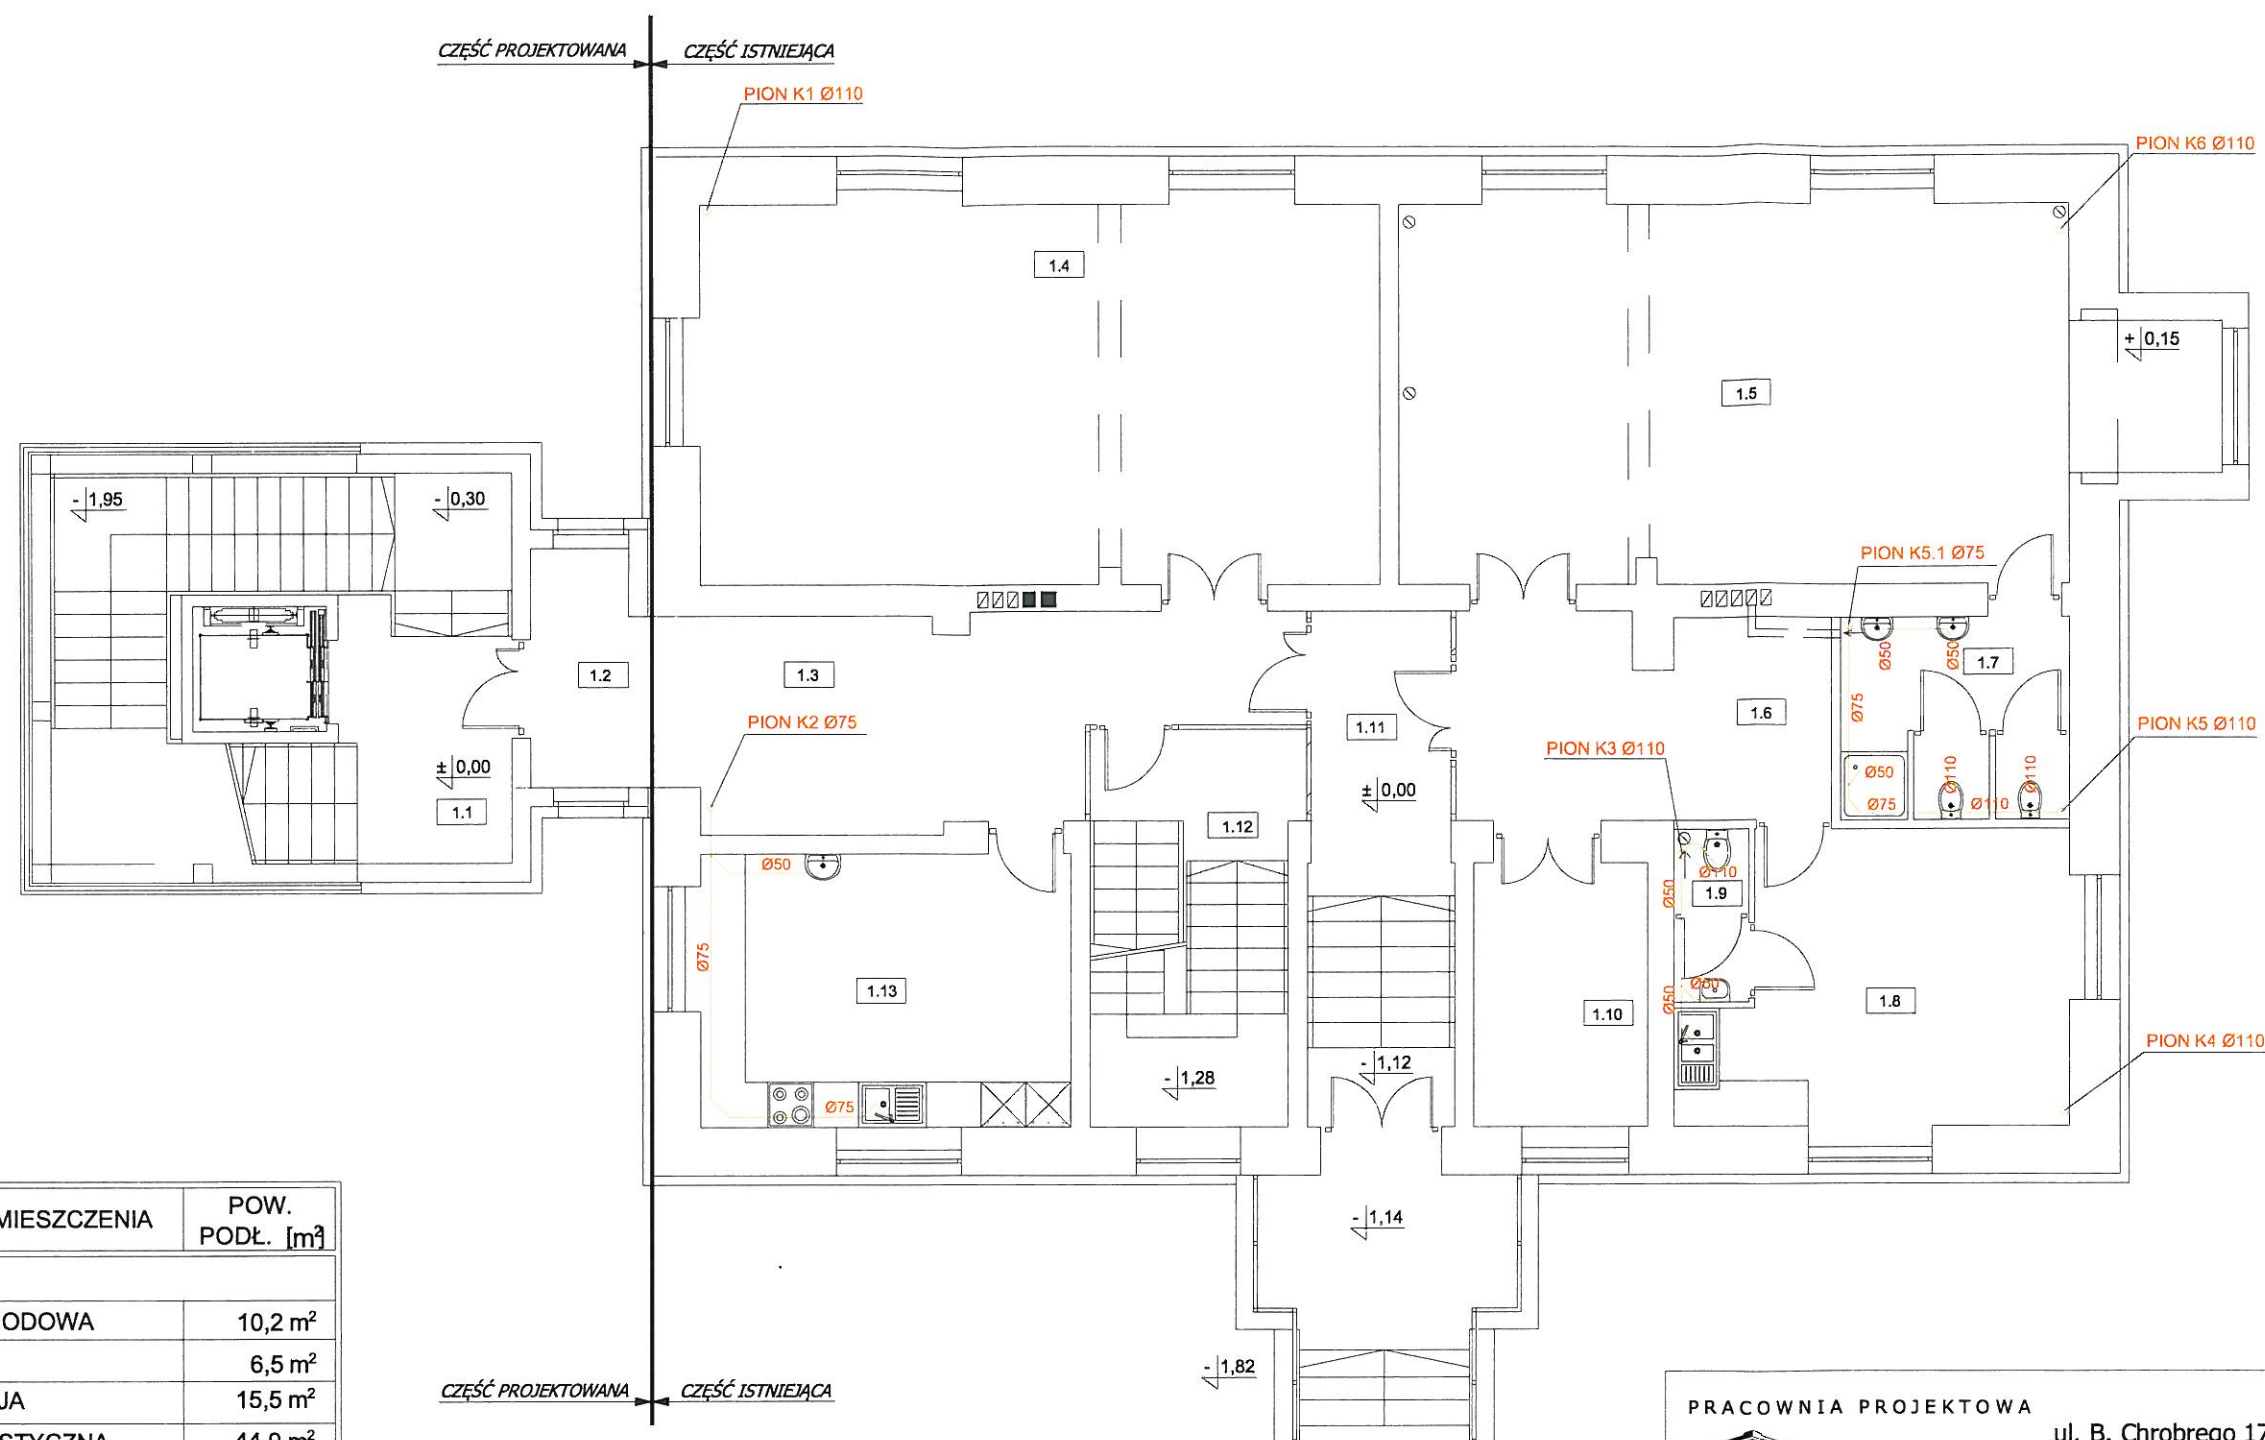 CZĘŚĆ PROJEKTOWANA
CZĘŚĆ ISTNIEJĄCA
PION K1 Ø110
PION K6 Ø110
1.4
+ 0,15
1.5
- 1,95
- 0,30
PION K5.1 Ø75
Ø50
Ø50
1.7
1.2
1.3
Ø75
1.6
PION K2 Ø75
1.11
PION K5 Ø110
PION K3 Ø110
± 0,00
Ø50
Ø110
Ø110
± 0,00
1.1
Ø75
Ø110
1.12
Ø50
Ø110
Ø50
1.9
Ø75
1.13
Ø50
Ø50
1.8
1.10
PION K4 Ø110
- 1,12
- 1,28
Ø75
MIESZCZENIA
POW.
PODŁ. [m²]
- 1,14
ODOWA
10,2 m²
6,5 m²
- 1,82
JA
15,5 m²
CZĘŚĆ PROJEKTOWANA
CZĘŚĆ ISTNIEJĄCA
PRACOWNIA PROJEKTOWA
STYCZNA
44,9 m²
ul. B. Chrobrego 17